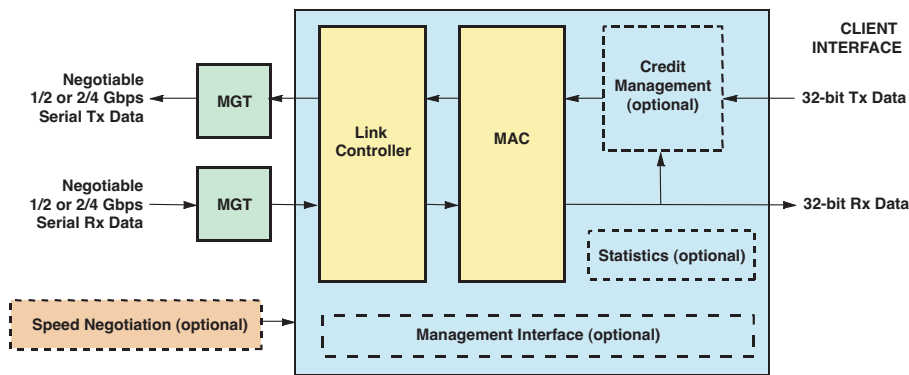 CLIENT
INTERFACE
Negotiable
1/2 or 2/4 Gbps
Serial Tx Data
MGT
Link
Controller
MAC
Credit
Management
(optional)
32-bit Tx Data
Negotiable
1/2 or 2/4 Gbps
Serial Rx Data
MGT
32-bit Rx Data
Statistics (optional)
Speed Negotiation (optional)
Management Interface (optional)